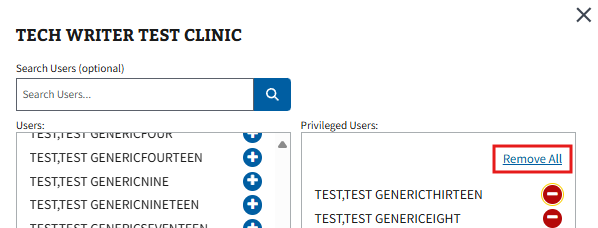 TECH WRITER TEST CLINIC
Search Users (optional)
Search Users...
Users:
TEST,TEST GENERICFOUR
TEST,TEST GENERICFOURTEEN
TEST,TEST GENERICNINE
TEST,TEST GENERICNINETEEN
TEST,TEST GENERICSEVENTEEN
Privileged Users:
Remove All
TEST,TEST GENERICTHIRTEEN
TEST,TEST GENERICEIGHT